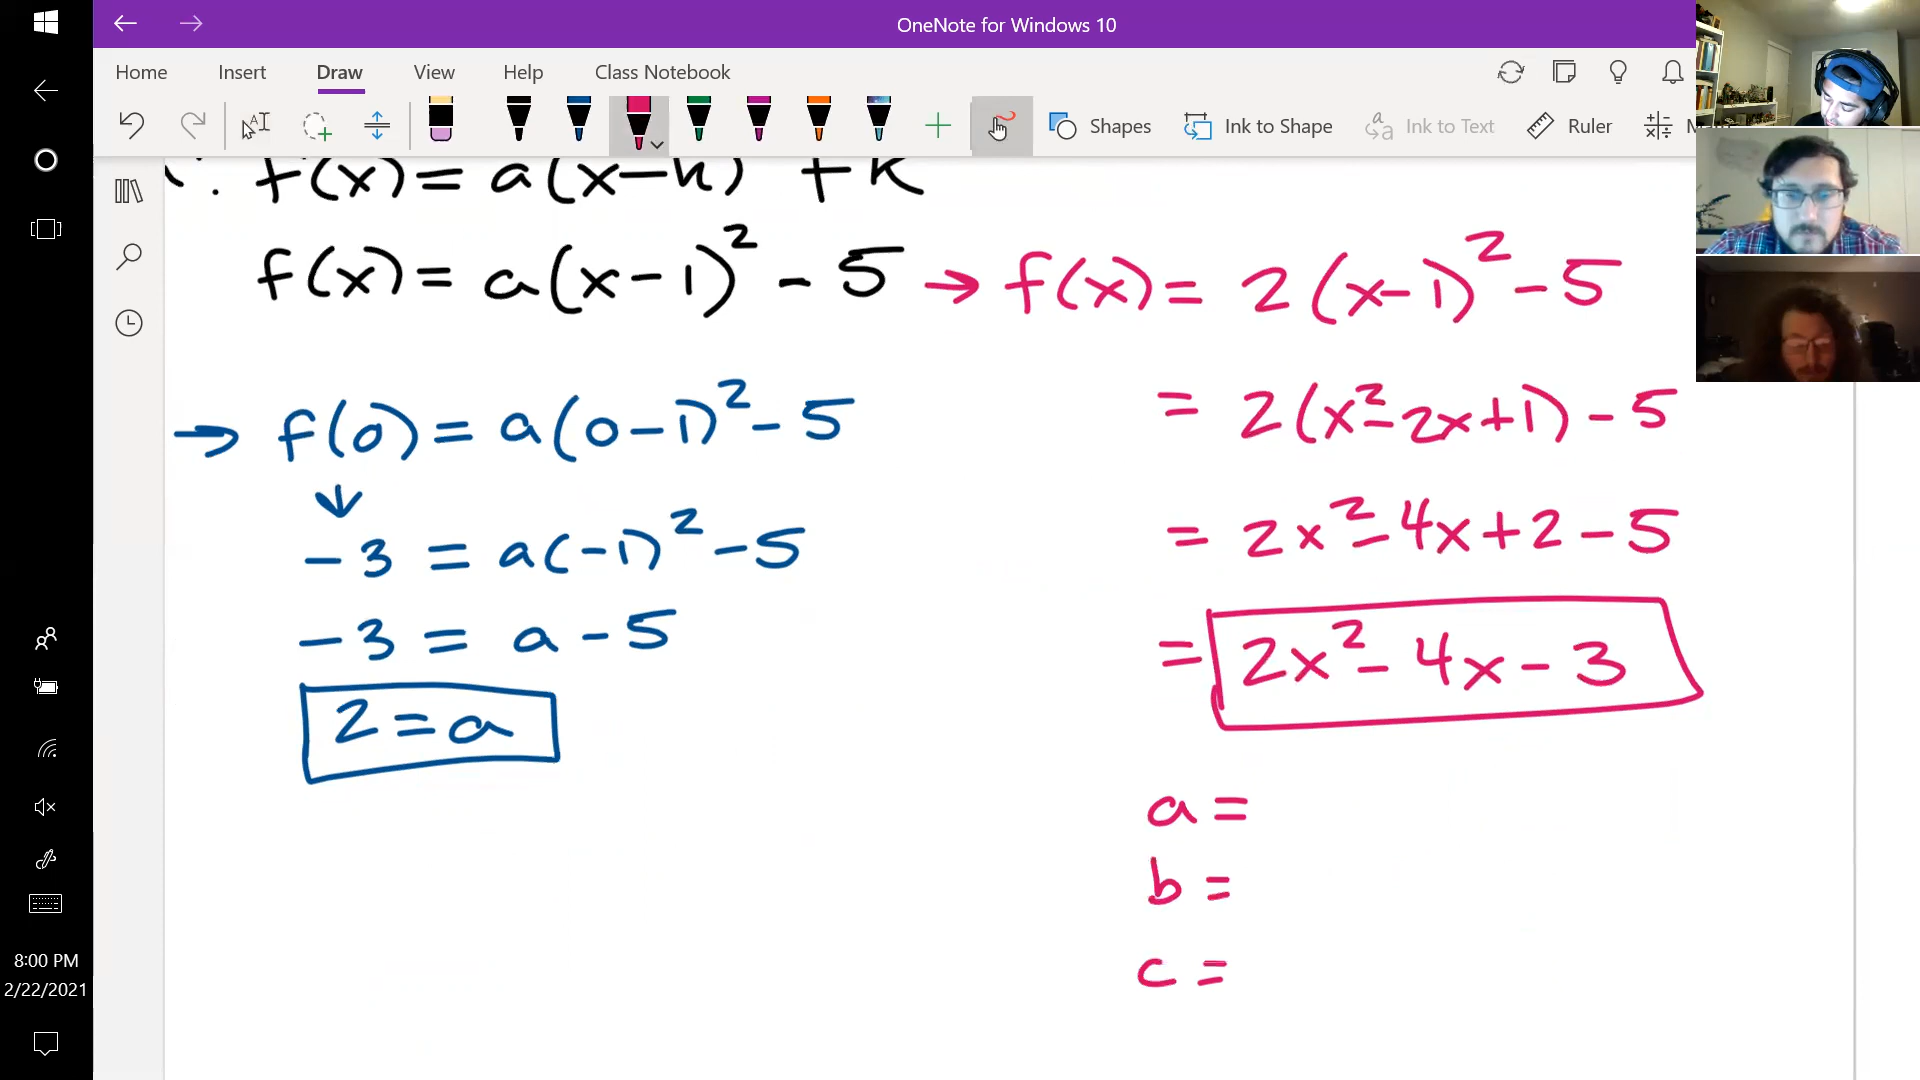 OneNote for Windows 10
Home Insert Draw View Help Class Notebook
Shapes Ink to Shape Ink to Text Ruler
f(x) = a(x-h) + k
f(x) = a(x-1)² - 5 → f(x) = 2(x-1)² - 5
→ f(0) = a(0-1)² - 5
= 2(x²-2x+1) - 5
↓
-3 = a(-1)² - 5
= 2x² - 4x + 2 - 5
-3 = a - 5
= 2x² - 4x - 3
2 = a
a =
b =
c =
8:00 PM
2/22/2021